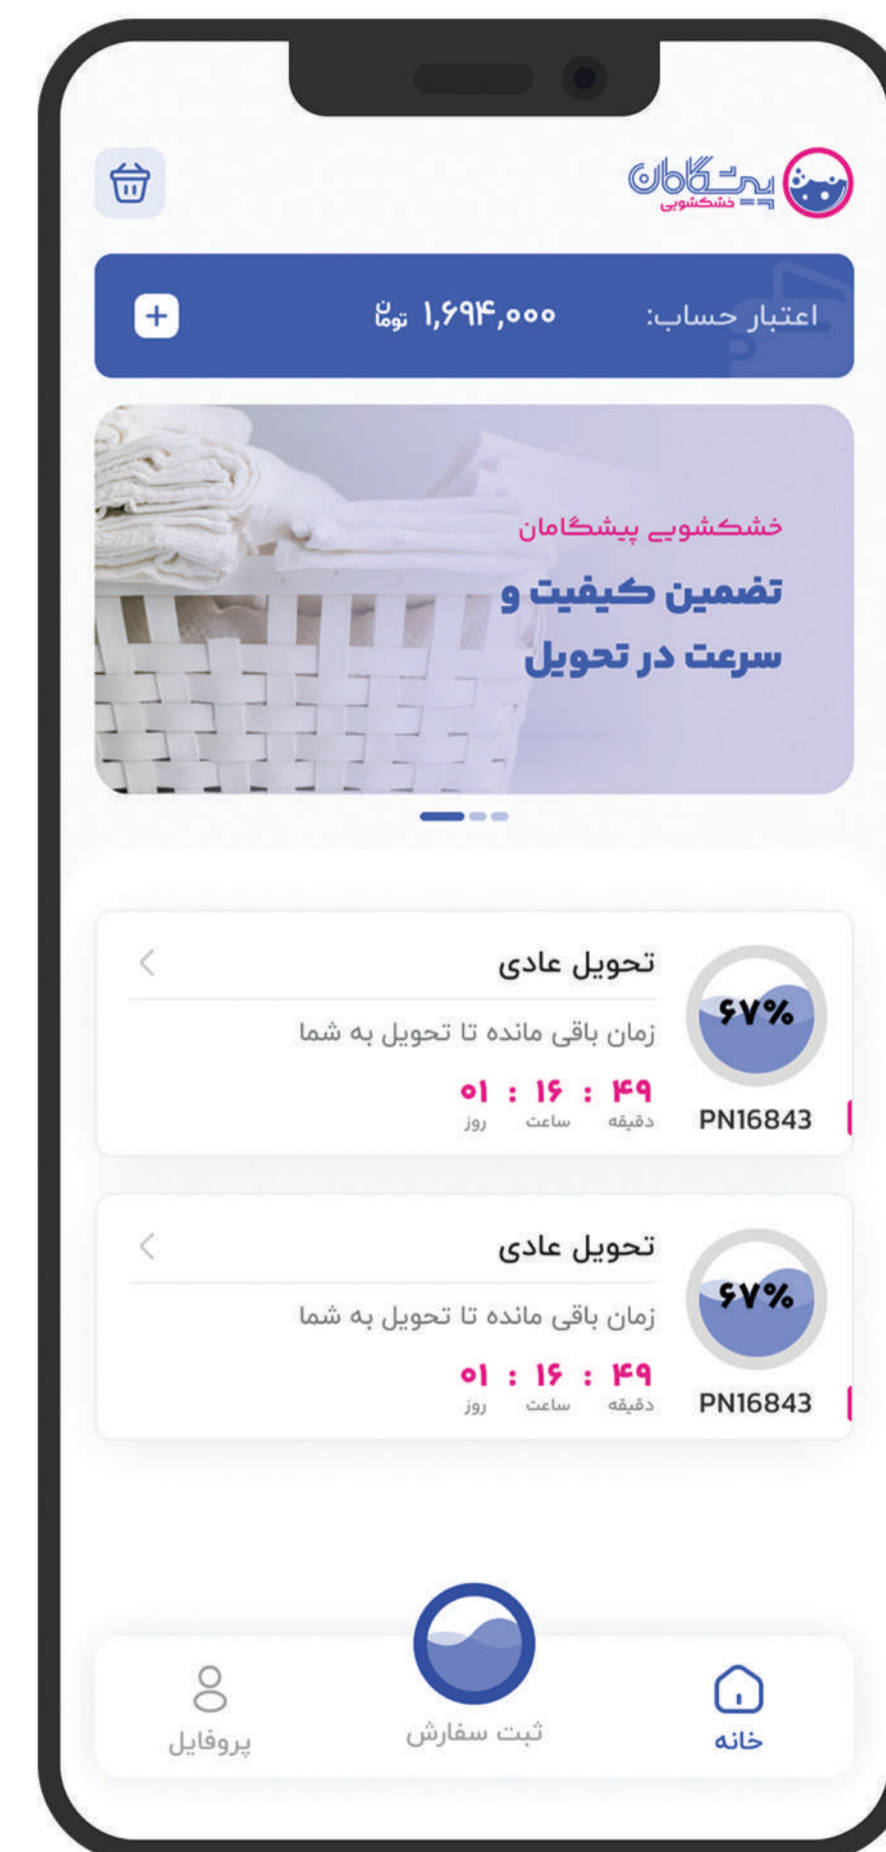 پیشگامان
خشکشویی
اعتبار حساب: ۱,۶۹۴,۰۰۰ تومان
خشکشویی پیشگامان
تضمین کیفیت و
سرعت در تحویل
تحویل عادی
۶۷%
زمان باقی مانده تا تحویل به شما
۰۱ : ۱۶ : ۴۹
دقیقه ساعت روز
PN16843
تحویل عادی
۶۷%
زمان باقی مانده تا تحویل به شما
۰۱ : ۱۶ : ۴۹
دقیقه ساعت روز
PN16843
خانه
ثبت سفارش
پروفایل